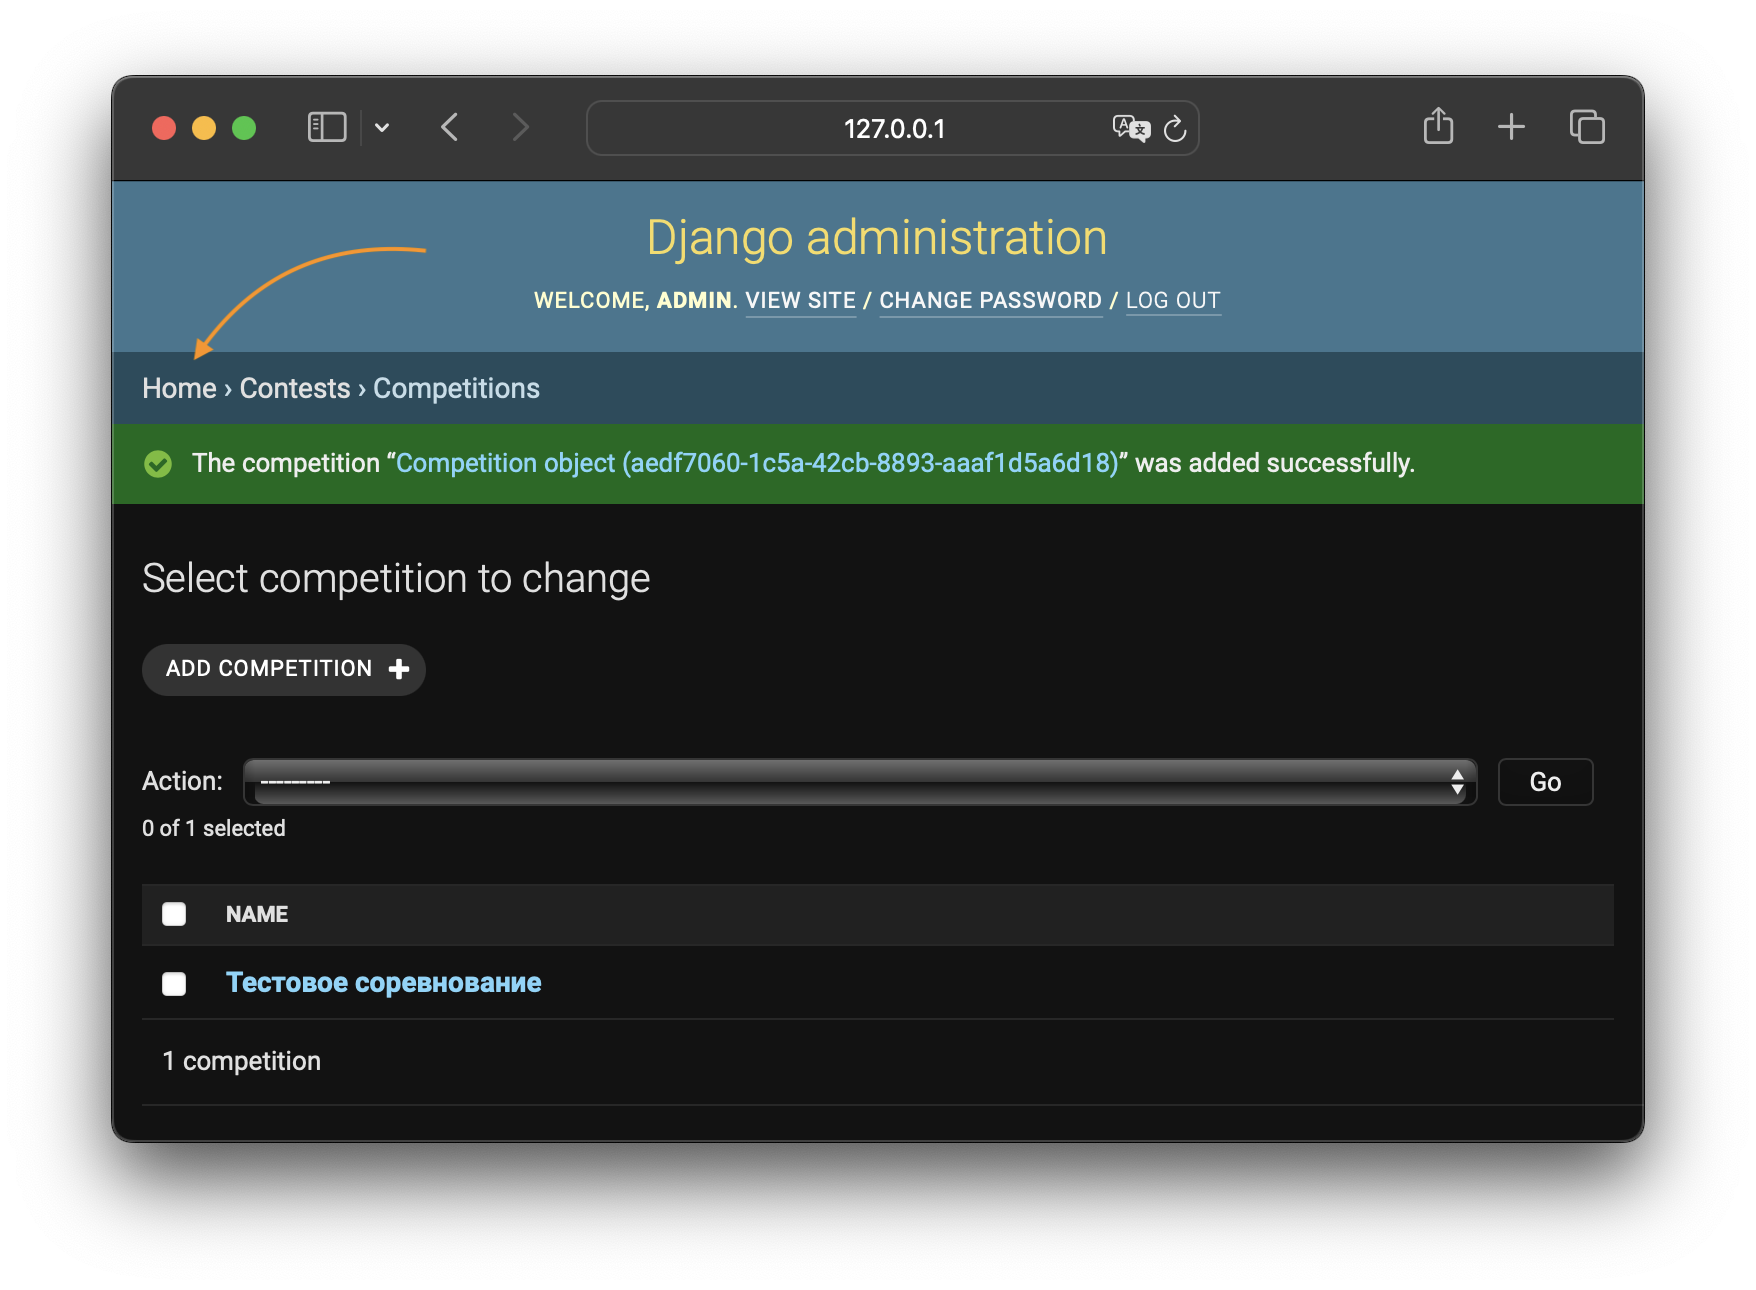 127.0.0.1
Django administration
WELCOME, ADMIN. VIEW SITE / CHANGE PASSWORD / LOG OUT
Home › Contests › Competitions
The competition “Competition object (aedf7060-1c5a-42cb-8893-aaaf1d5a6d18)” was added successfully.
Select competition to change
ADD COMPETITION
Action: ---------
Go
0 of 1 selected
NAME
Тестовое соревнование
1 competition